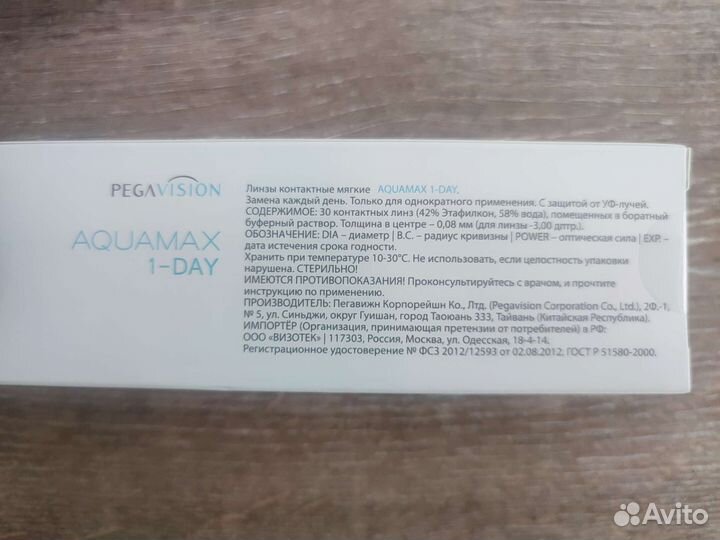 PEGAVISION
AQUAMAX
1-DAY
Линзы контактные мягкие AQUAMAX 1-DAY.
Замена каждый день. Только для однократного применения. С защитой от УФ-лучей.
СОДЕРЖИМОЕ: 30 контактных линз (42% Этафилкон, 58% вода), помещенных в боратный
буферный раствор. Толщина в центре – 0,08 мм (для линзы -3,00 дптр.).
ОБОЗНАЧЕНИЕ: DIA – диаметр | B.C. – радиус кривизны | POWER – оптическая сила | EXP. –
дата истечения срока годности.
Хранить при температуре 10-30°С. Не использовать, если целостность упаковки
нарушена. СТЕРИЛЬНО!
ИМЕЮТСЯ ПРОТИВОПОКАЗАНИЯ! Проконсультируйтесь с врачом, и прочтите
инструкцию по применению.
ПРОИЗВОДИТЕЛЬ: Пегавижн Корпорейшн Ко., Лтд. (Pegavision Corporation Co., Ltd.), 2Ф.-1,
№ 5, ул. Синьджи, округ Гуишан, город Таоюань 333, Тайвань (Китайская Республика).
ИМПОРТЁР (Организация, принимающая претензии от потребителей) в РФ:
ООО «ВИЗОТЕК» | 117303, Россия, Москва, ул. Одесская, 18-4-14.
Регистрационное удостоверение № ФСЗ 2012/12593 от 02.08.2012. ГОСТ Р 51580-2000.
Avito